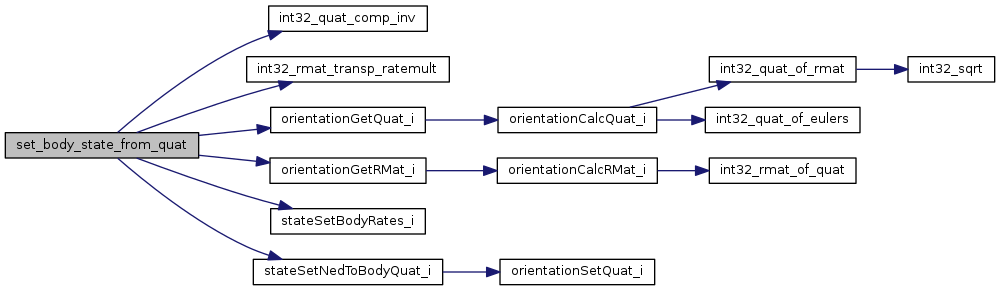 int32_quat_comp_inv
int32_rmat_transp_ratemult
int32_quat_of_rmat
int32_sqrt
orientationGetQuat_i
orientationCalcQuat_i
int32_quat_of_eulers
set_body_state_from_quat
orientationGetRMat_i
orientationCalcRMat_i
int32_rmat_of_quat
stateSetBodyRates_i
stateSetNedToBodyQuat_i
orientationSetQuat_i